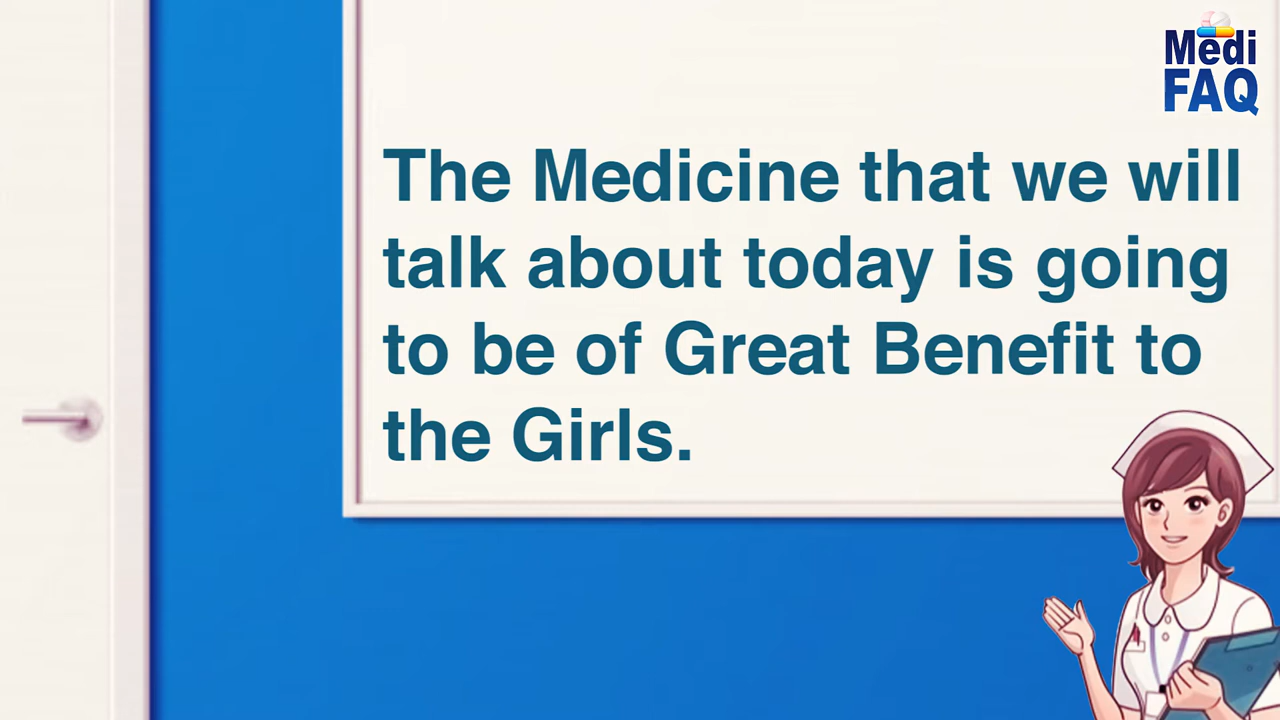 Medi
FAQ
The Medicine that we will
talk about today is going
to be of Great Benefit to
the Girls.